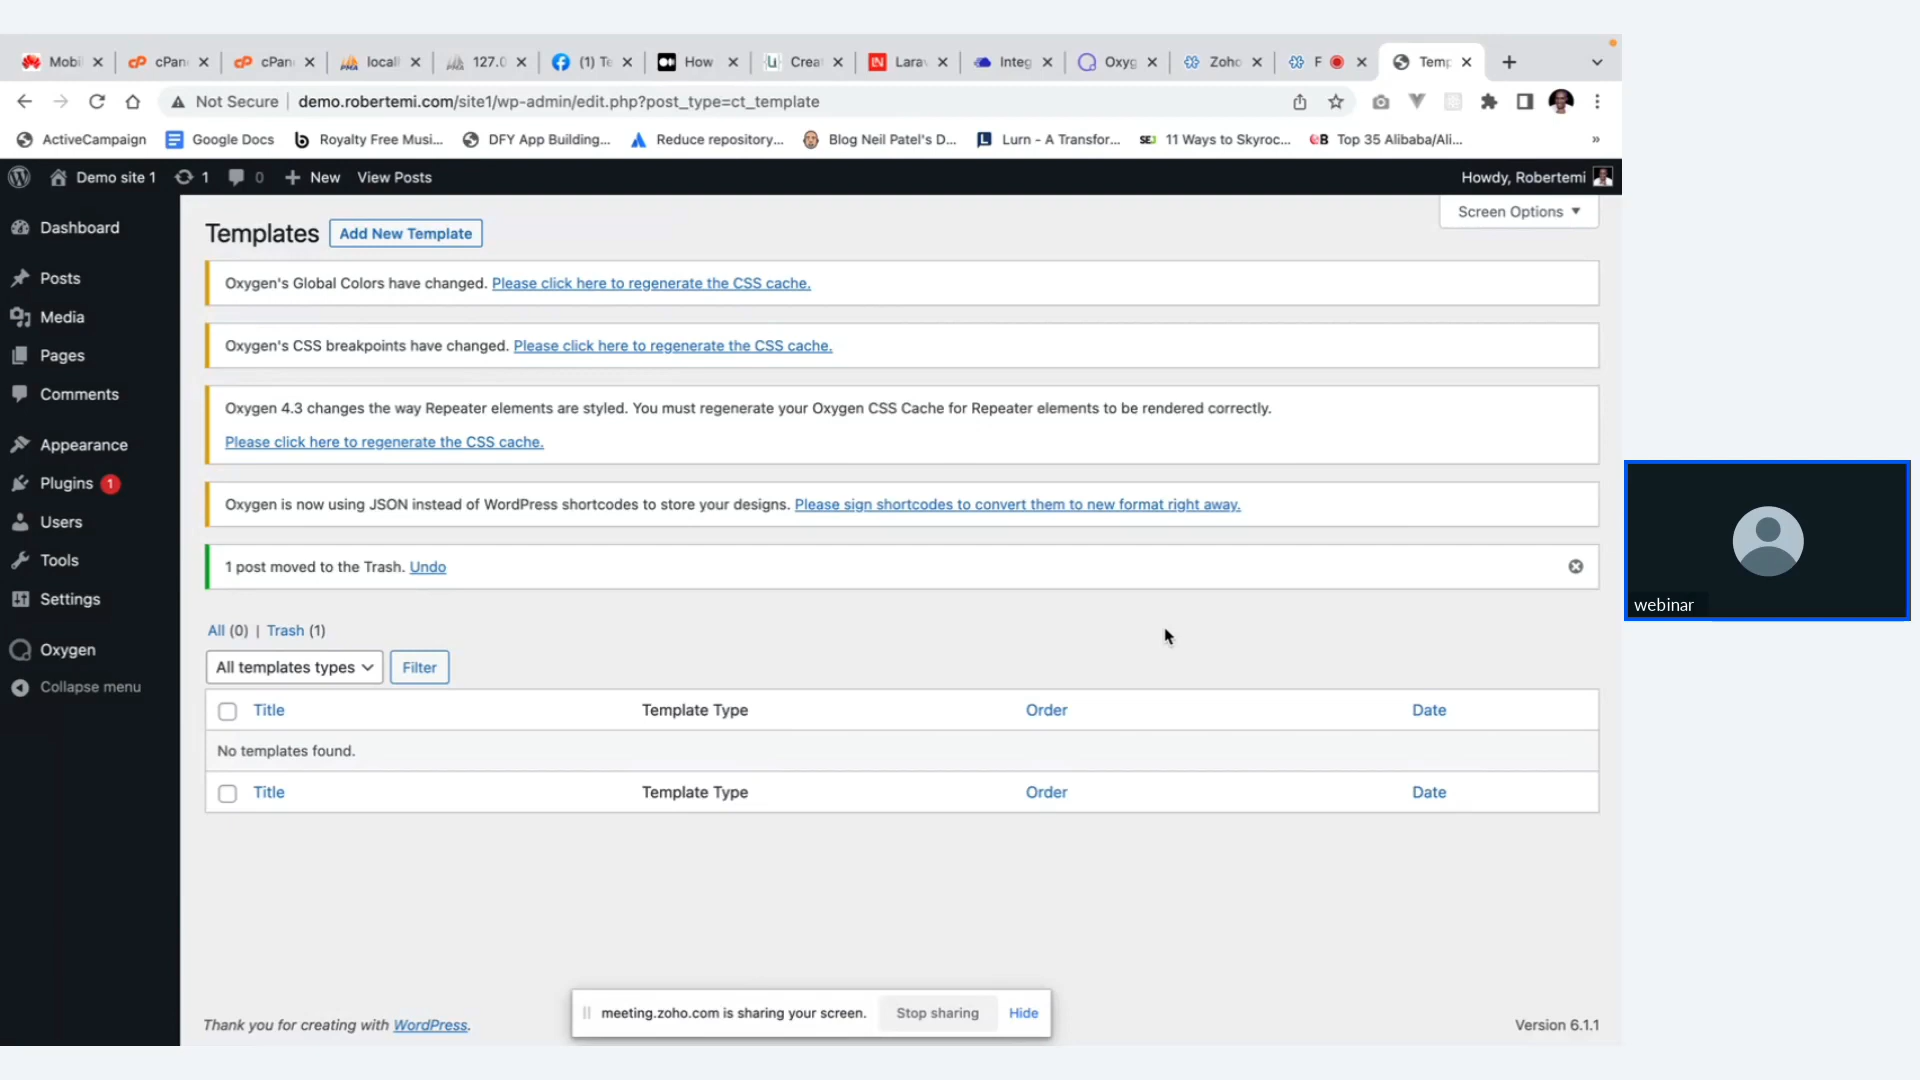 Mobi
cPan
cPan
local
127.0
(1) Te
How
Crea
Lara
Integ
Oxyg
Zoho
F
Temp
Not Secure
demo.robertemi.com/site1/wp-admin/edit.php?post_type=ct_template
ActiveCampaign
Google Docs
Royalty Free Musi...
DFY App Building...
Reduce repository...
Blog Neil Patel's D...
Lurn - A Transfor...
11 Ways to Skyroc...
Top 35 Alibaba/Ali...
»
Demo site 1
1
0
New
View Posts
Howdy, Robertemi
Dashboard
Posts
Media
Pages
Comments
Appearance
Plugins 1
Users
Tools
Settings
Oxygen
Collapse menu
Screen Options
Templates
Add New Template
Oxygen's Global Colors have changed. Please click here to regenerate the CSS cache.
Oxygen's CSS breakpoints have changed. Please click here to regenerate the CSS cache.
Oxygen 4.3 changes the way Repeater elements are styled. You must regenerate your Oxygen CSS Cache for Repeater elements to be rendered correctly.
Please click here to regenerate the CSS cache.
Oxygen is now using JSON instead of WordPress shortcodes to store your designs. Please sign shortcodes to convert them to new format right away.
1 post moved to the Trash. Undo
All (0) | Trash (1)
All templates types
Filter
Title
Template Type
Order
Date
No templates found.
Title
Template Type
Order
Date
Thank you for creating with WordPress.
Version 6.1.1
meeting.zoho.com is sharing your screen.
Stop sharing
Hide
webinar